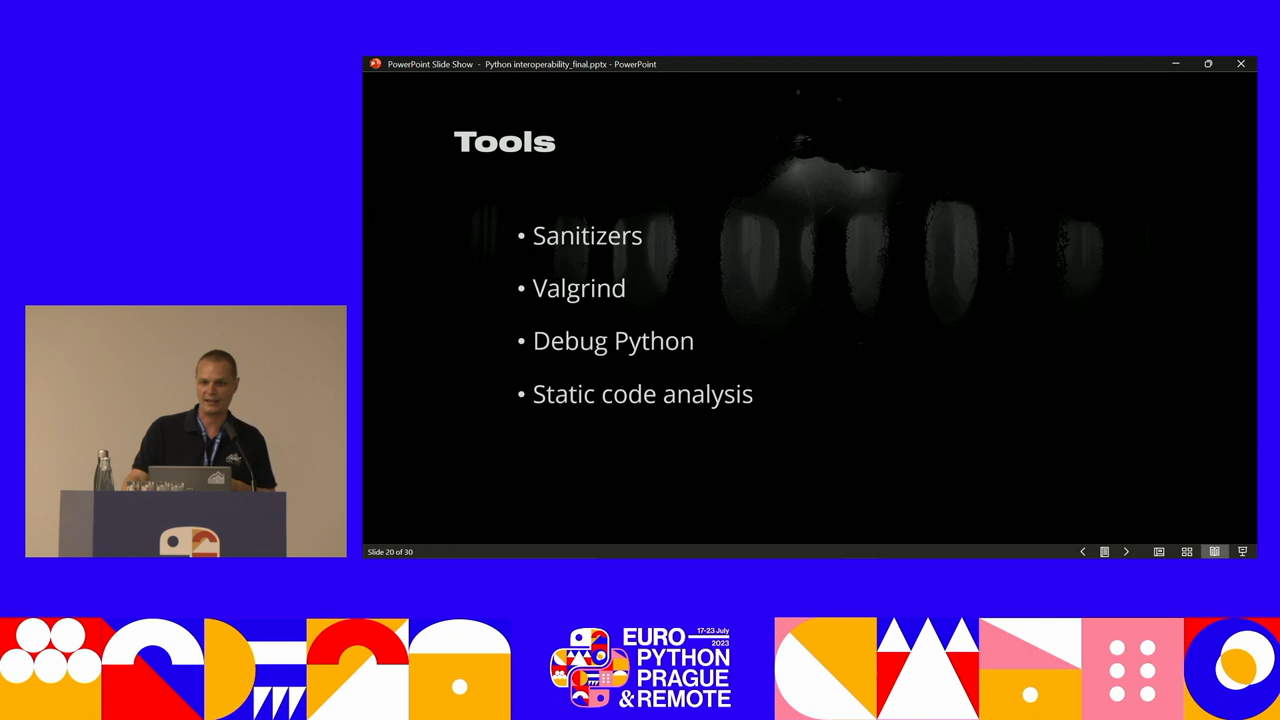 PowerPoint Slide Show - Python interoperability_final.pptx - PowerPoint
Tools
• Sanitizers
• Valgrind
• Debug Python
• Static code analysis
Slide 20 of 30
EURO
17-23 July
2023
PYTHON
PRAGUE
& REMOTE